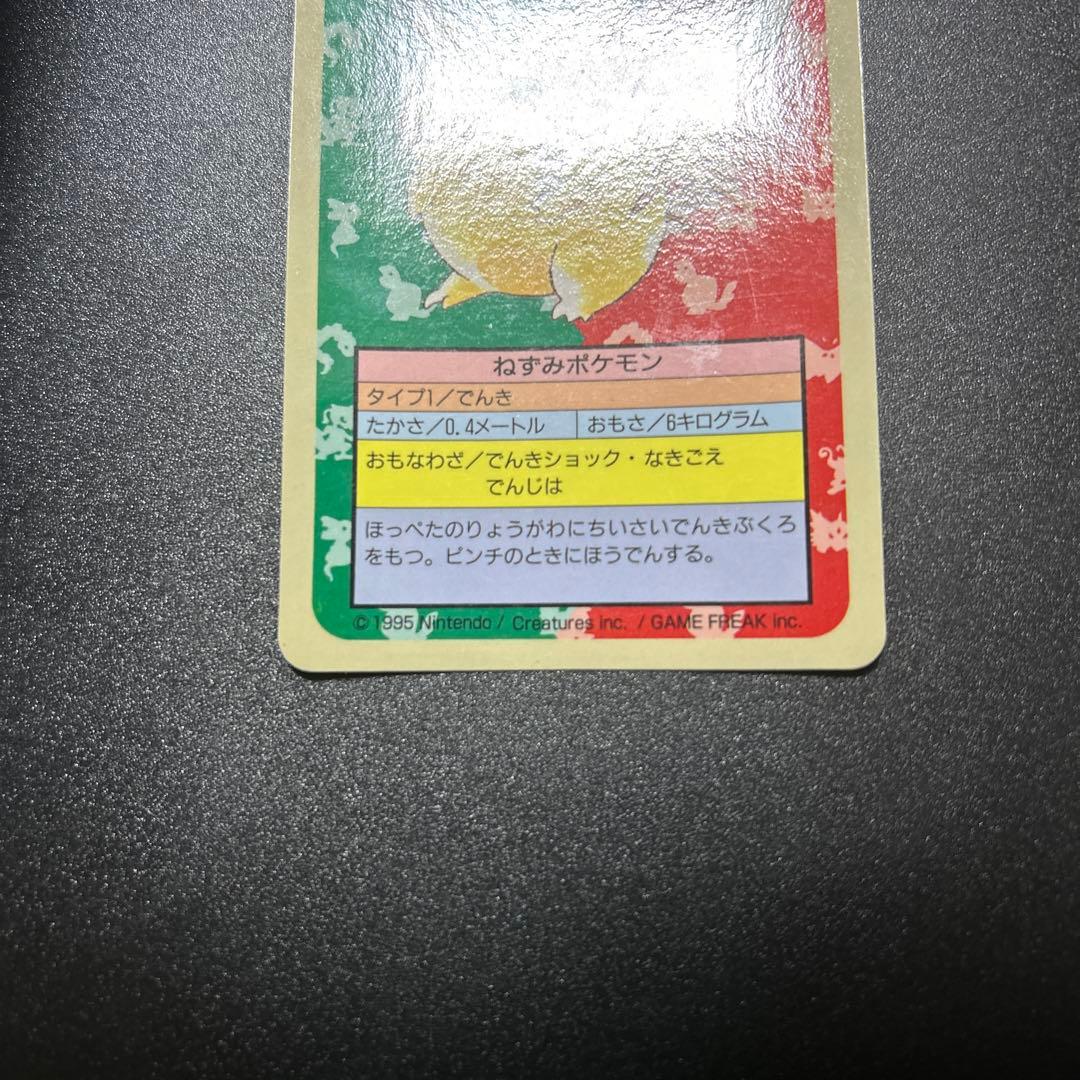 ねずみポケモン
タイプ1/でんき
たかさ/0.4メートル おもさ/6キログラム
おもなわざ/でんきショック・なきごえ
でんじは
ほっぺたのりょうがわにちいさいでんきぶくろ
をもつ。ピンチのときにほうでんする。
© 1995 Nintendo / Creatures inc. / GAME FREAK inc.